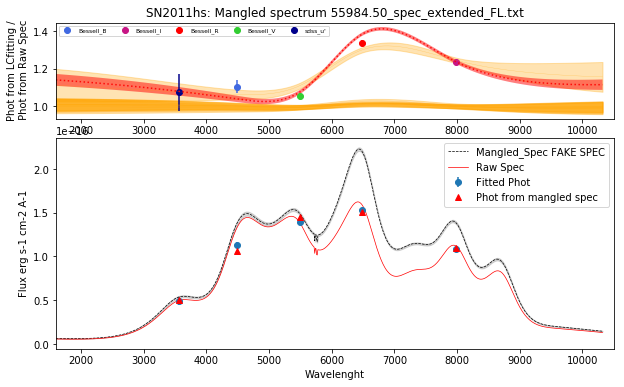 SN2011hs: Mangled spectrum 55984.50_spec_extended_FL.txt
Phot from LCfitting /
Phot from Raw Spec
1.4
1.2
1.0
Bessell_B
Bessell_I
Bessell_R
Bessell_V
sdss_u'
2000 3000 4000 5000 6000 7000 8000 9000 10000
1e−16
Flux erg s-1 cm-2 A-1
2.0
1.5
1.0
0.5
0.0
Mangled_Spec FAKE SPEC
Raw Spec
Fitted Phot
Phot from mangled spec
2000 3000 4000 5000 6000 7000 8000 9000 10000
Wavelenght